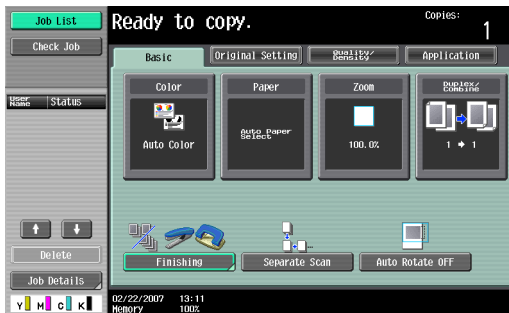 Job List
Check Job
User Name
Status
Delete
Job Details
Y M C K
Ready to copy.
Copies:
1
Basic
Original Setting
Quality/
Density
Application
Color
Auto Color
Paper
Auto Paper
Select
Zoom
100.0%
Duplex/
Combine
1 → 1
Finishing
Separate Scan
Auto Rotate OFF
02/22/2007 13:11
Memory 100%